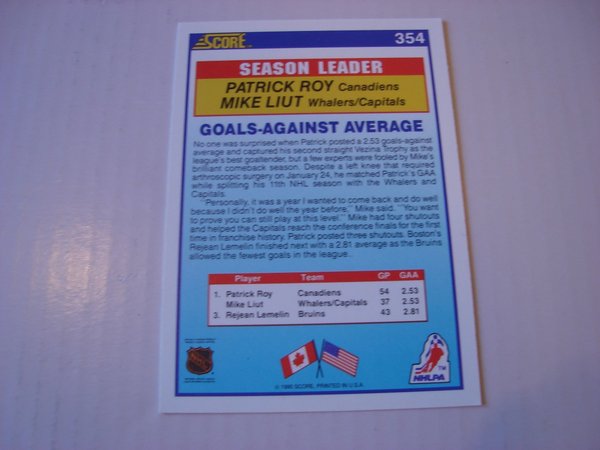 SCORE
354
SEASON LEADER
PATRICK ROY Canadiens
MIKE LIUT Whalers/Capitals
GOALS-AGAINST AVERAGE
No one was surprised when Patrick posted a 2.53 goals-against
average and captured his second straight Vezina Trophy as the
league's best goaltender, but a few experts were fooled by Mike's
brilliant comeback season. Despite a left knee that required
arthroscopic surgery on January 24, he matched Patrick's GAA
while splitting his 11th NHL season with the Whalers and
Capitals.
"Personally, it was a year I wanted to come back and do well
because I didn't do well the year before," Mike said. "You want
to prove you can still play at this level." Mike had four shutouts
and helped the Capitals reach the conference finals for the first
time in franchise history. Patrick posted three shutouts. Boston's
Rejean Lemelin finished next with a 2.81 average as the Bruins
allowed the fewest goals in the league..
Player Team GP GAA
1. Patrick Roy Canadiens 54 2.53
Mike Liut Whalers/Capitals 37 2.53
3. Rejean Lemelin Bruins 43 2.81
NHLPA
TM
© 1990 SCORE, PRINTED IN U.S.A.